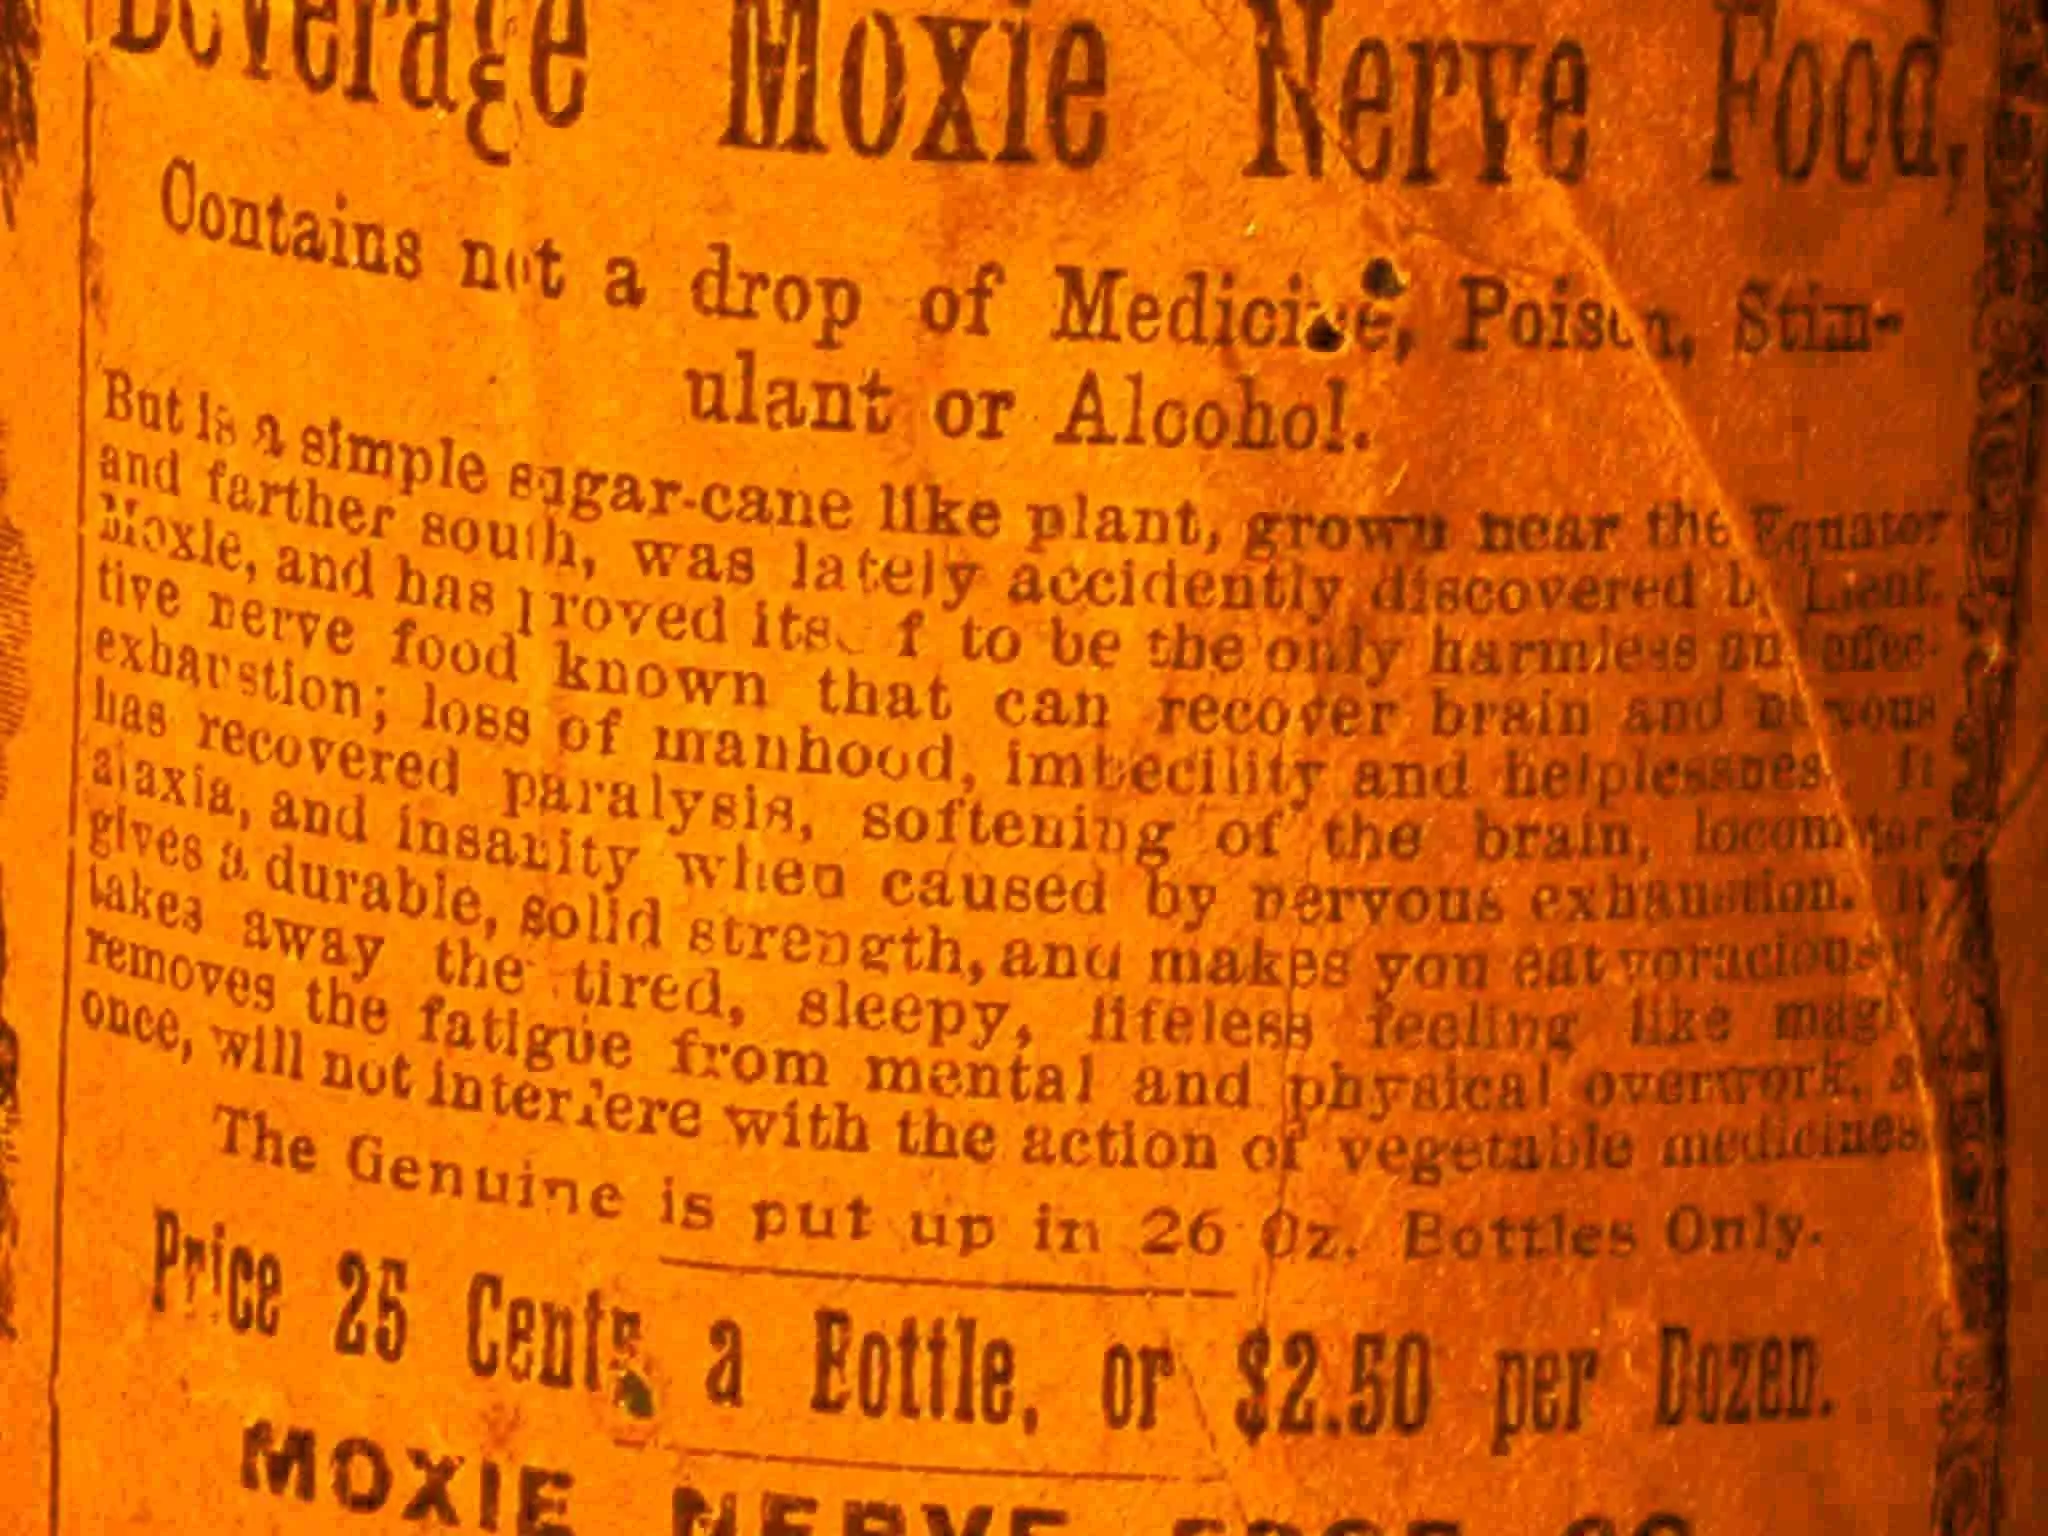 Beverage Moxie Nerve Food,
Contains not a drop of Medicine, Poison, Stim-
ulant or Alcohol.
But is a simple sugar-cane like plant, grown near the Equator
and farther south, was lately accidently discovered by Lieut.
Moxie, and has proved itself to be the only harmless and effec-
tive nerve food known that can recover brain and nervous
exhaustion; loss of manhood, imbecility and helplessness. It
has recovered paralysis, softening of the brain, locomotor
ataxia, and insanity when caused by nervous exhaustion. It
gives a durable, solid strength, and makes you eat voraciously,
takes away the tired, sleepy, lifeless feeling like magic,
removes the fatigue from mental and physical overwork, at
once, will not interfere with the action of vegetable medicines.
The Genuine is put up in 26 Oz. Bottles Only.
Price 25 Cents a Bottle, or $2.50 per Dozen.
MOXIE NERVE FOOD CO